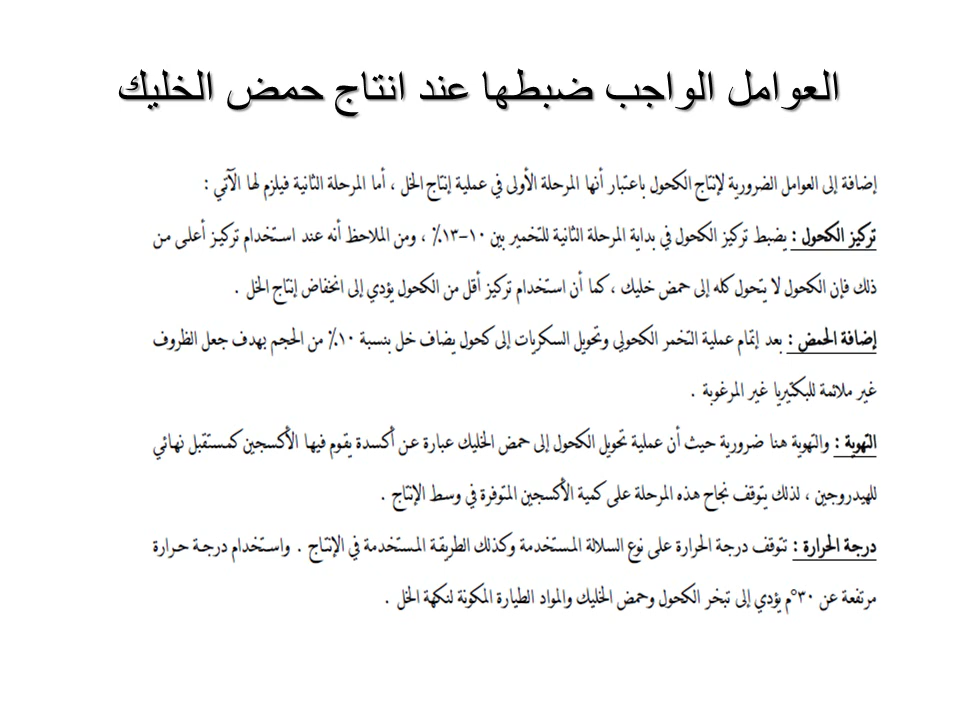 العوامل الواجب ضبطها عند انتاج حمض الخليك
إضافة إلى العوامل الضرورية لإنتاج الكحول باعتبار أنها المرحلة الأولى في عملية إنتاج الخل ، أما المرحلة الثانية فيلزم لها الآتي :
تركيز الكحول : يضبط تركيز الكحول في بداية المرحلة الثانية للتخمير بين ١٠-١٣٪ ، ومن الملاحظ أنه عند استخدام تركيز أعلى من
ذلك فإن الكحول لا يتحول كله إلى حمض خليك ، كما أن استخدام تركيز أقل من الكحول يؤدي إلى انخفاض إنتاج الخل .
إضافة الحمض : بعد إتمام عملية التخمر الكحولي وتحويل السكريات إلى كحول يضاف خل بنسبة ١٠٪ من الحجم بهدف جعل الظروف
غير ملائمة للبكتيريا غير المرغوبة .
التهوية : والتهوية هنا ضرورية حيث أن عملية تحويل الكحول إلى حمض الخليك عبارة عن أكسدة يقوم فيها الأكسجين كمستقبل نهائي
للهيدروجين ، لذلك يتوقف نجاح هذه المرحلة على كمية الأكسجين المتوفرة في وسط الإنتاج .
درجة الحرارة : تتوقف درجة الحرارة على نوع السلالة المستخدمة وكذلك الطريقة المستخدمة في الإنتاج . واستخدام درجة حرارة
مرتفعة عن ٣٠°م يؤدي إلى تبخر الكحول وحمض الخليك والمواد الطيارة المكونة لنكهة الخل .